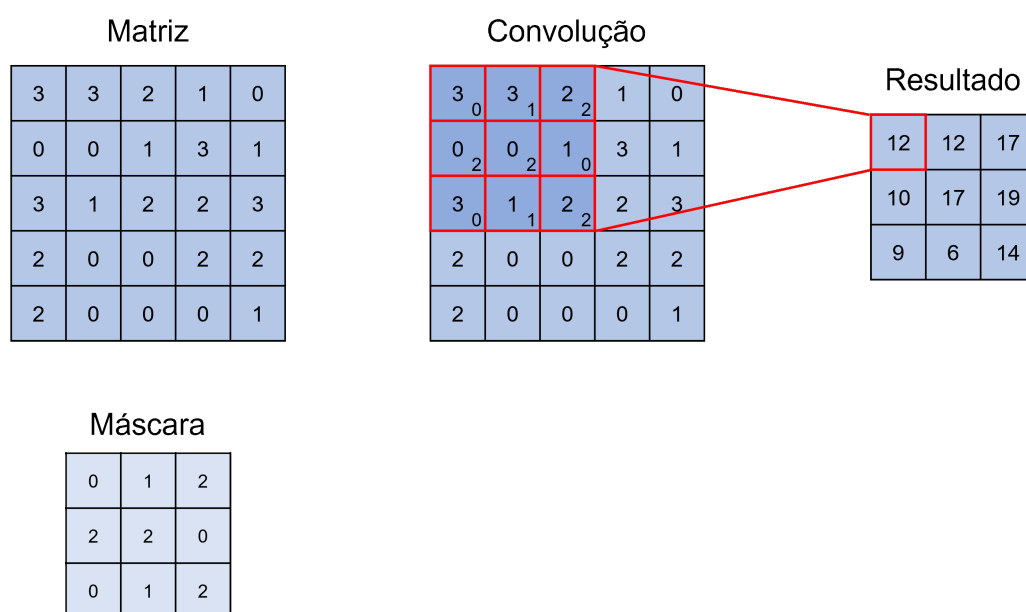 Matriz
3 3 2 1 0
0 0 1 3 1
3 1 2 2 3
2 0 0 2 2
2 0 0 0 1
Convolução
3 0 3 1 2 2 1 0
0 2 0 2 1 0 3 1
3 0 1 1 2 2 2 3
2 0 0 2 2
2 0 0 0 1
Resultado
12 12 17
10 17 19
9 6 14
Máscara
0 1 2
2 2 0
0 1 2